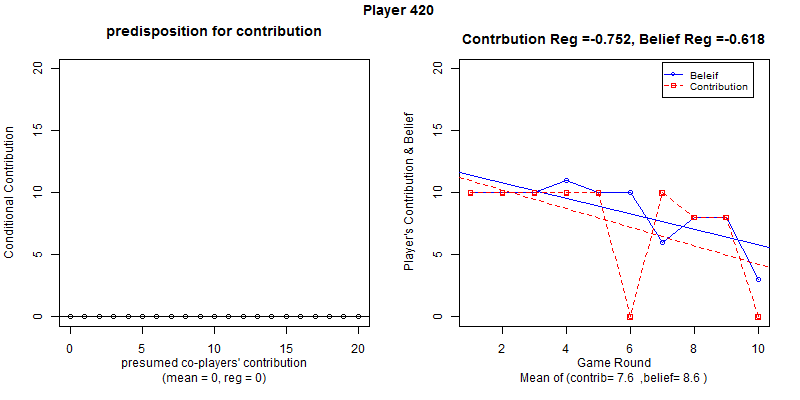 Player 420
predisposition for contribution
Conditional Contribution
20
15
10
5
0
0 5 10 15 20
presumed co-players' contribution
(mean = 0, reg = 0)
Contrbution Reg =-0.752, Belief Reg =-0.618
Player's Contribution & Belief
20
15
10
5
0
Beleif
Contribution
2 4 6 8 10
Game Round
Mean of (contrib= 7.6 ,belief= 8.6 )